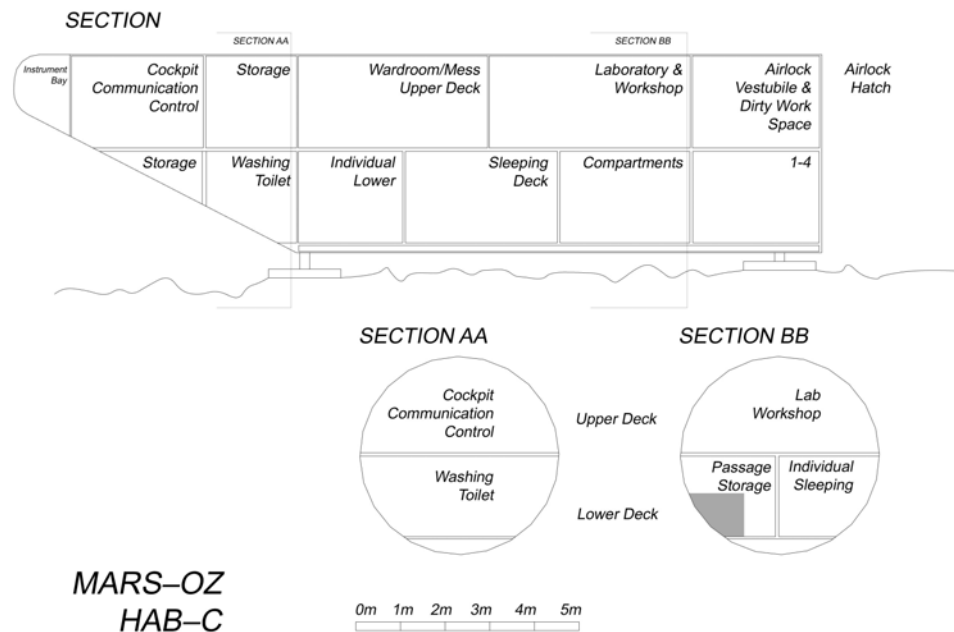 SECTION
SECTION AA
SECTION BB
Instrument
Bay
Cockpit
Communication
Control
Storage
Wardroom/Mess
Upper Deck
Laboratory &
Workshop
Airlock
Vestubile &
Dirty Work
Space
Airlock
Hatch
Storage
Washing
Toilet
Individual
Lower
Sleeping
Deck
Compartments
1-4
SECTION AA
SECTION BB
Cockpit
Communication
Control
Washing
Toilet
Upper Deck
Lower Deck
Lab
Workshop
Passage
Storage
Individual
Sleeping
MARS–OZ
HAB–C
0m 1m 2m 3m 4m 5m